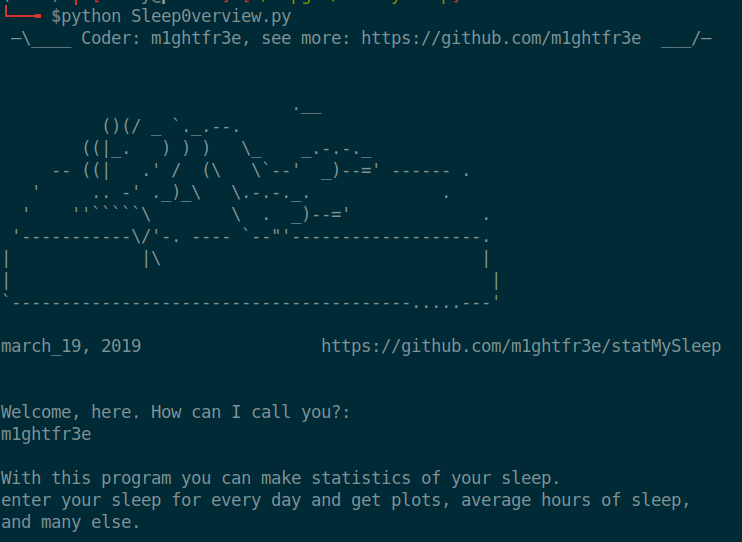 $python Sleep0verview.py
—\____ Coder: m1ghtfr3e, see more: https://github.com/m1ghtfr3e ___/—
march_19, 2019 https://github.com/m1ghtfr3e/statMySleep
Welcome, here. How can I call you?:
m1ghtfr3e
With this program you can make statistics of your sleep.
enter your sleep for every day and get plots, average hours of sleep,
and many else.